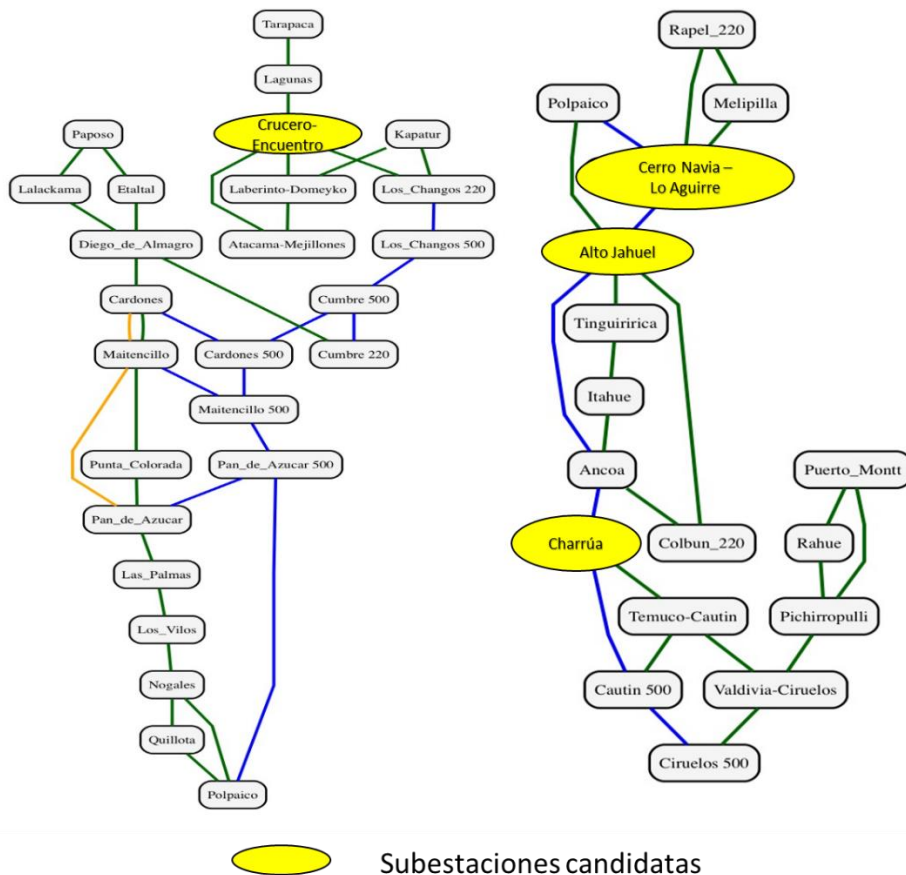 Tarapaca
Lagunas
Crucero-
Encuentro
Kapatur
Paposo
Lalackama
Etaltal
Laberinto-Domeyko
Los_Changos 220
Diego_de_Almagro
Atacama-Mejillones
Los_Changos 500
Cardones
Cumbre 500
Maitencillo
Cardones 500
Cumbre 220
Maitencillo 500
Punta_Colorada
Pan_de_Azucar 500
Pan_de_Azucar
Las_Palmas
Los_Vilos
Nogales
Quillota
Polpaico
Rapel_220
Polpaico
Melipilla
Cerro Navia –
Lo Aguirre
Alto Jahuel
Tinguiririca
Itahue
Ancoa
Puerto_Montt
Charrúa
Colbun_220
Rahue
Temuco-Cautin
Pichirropulli
Cautin 500
Valdivia-Ciruelos
Ciruelos 500
Subestaciones candidatas